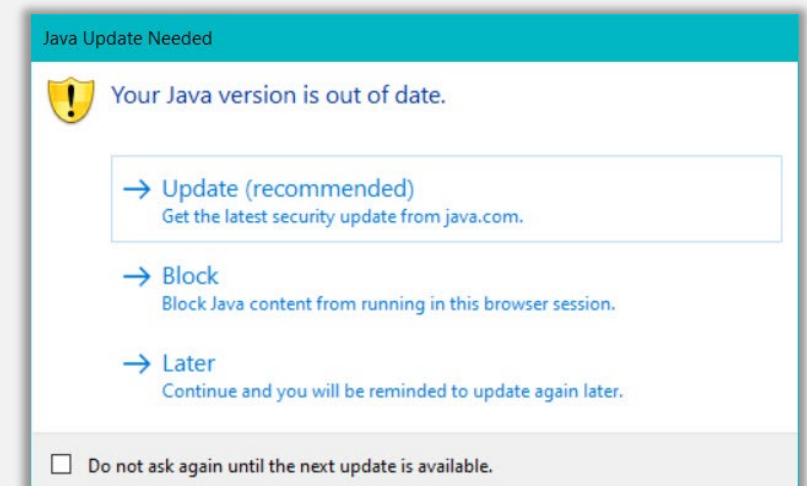 Java Update Needed
Your Java version is out of date.
Update (recommended)
Get the latest security update from java.com.
Block
Block Java content from running in this browser session.
Later
Continue and you will be reminded to update again later.
Do not ask again until the next update is available.